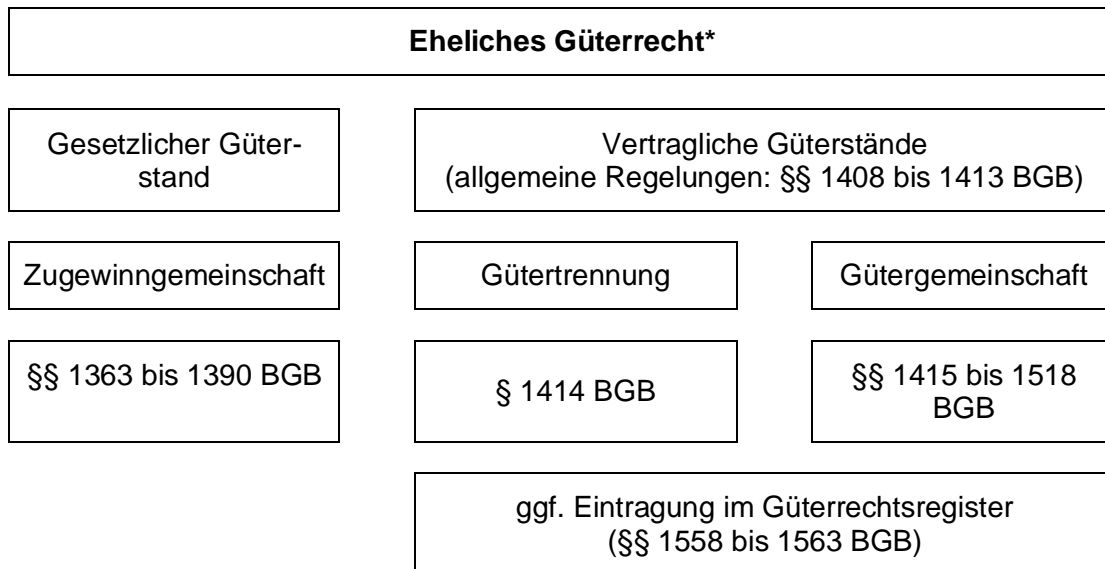 Eheliches Güterrecht*
Gesetzlicher Güter-
stand
Vertragliche Güterstände
(allgemeine Regelungen: §§ 1408 bis 1413 BGB)
Zugewinngemeinschaft
Gütertrennung
Gütergemeinschaft
§§ 1363 bis 1390 BGB
§ 1414 BGB
§§ 1415 bis 1518
BGB
ggf. Eintragung im Güterrechtsregister
(§§ 1558 bis 1563 BGB)